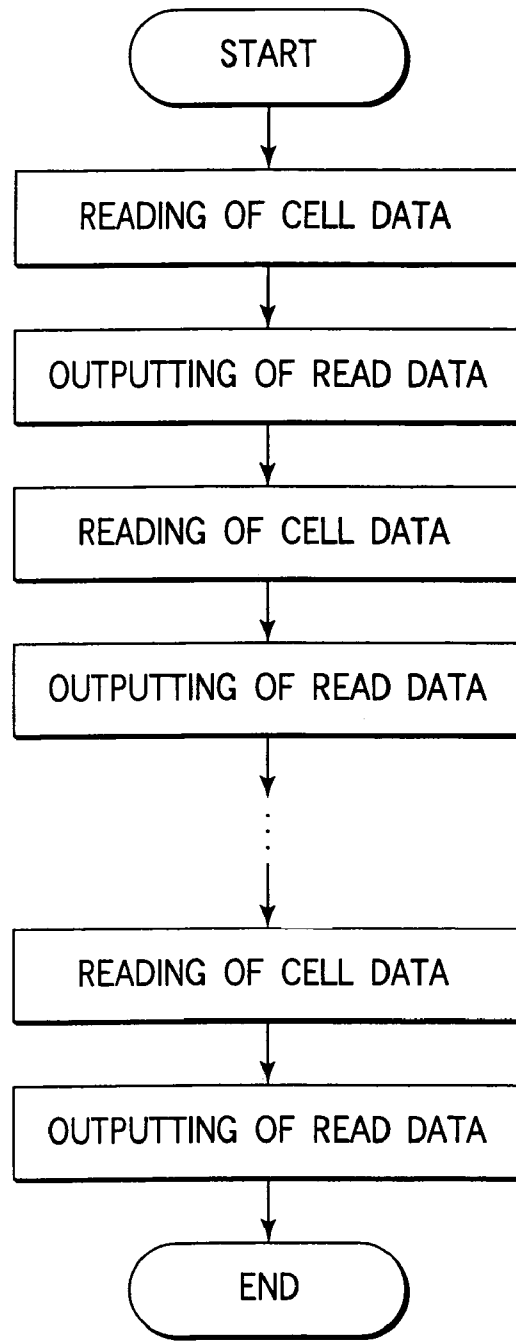 START
READING OF CELL DATA
OUTPUTTING OF READ DATA
READING OF CELL DATA
OUTPUTTING OF READ DATA
READING OF CELL DATA
OUTPUTTING OF READ DATA
END